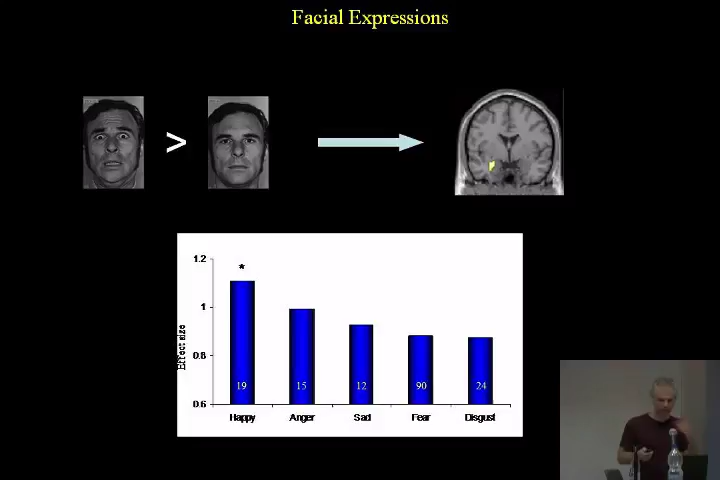 Facial Expressions
>
1.2
*
1
0.8
0.6
Effect size
19 15 12 90 24
Happy Anger Sad Fear Disgust